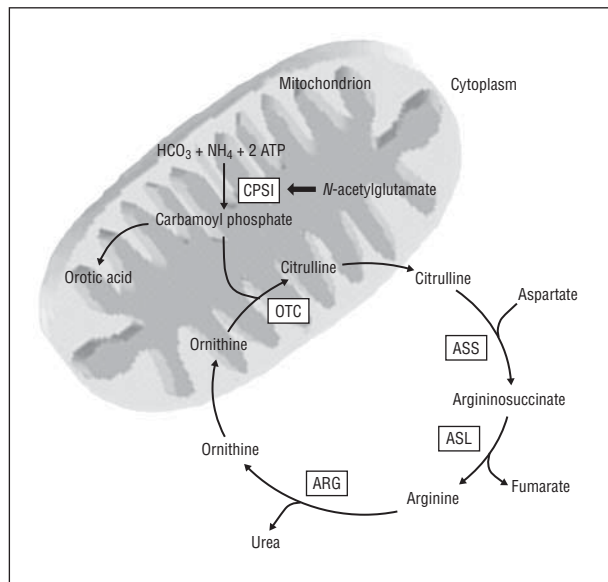 Mitochondrion
Cytoplasm
HCO3 + NH4 + 2 ATP
CPSI
N-acetylglutamate
Carbamoyl phosphate
Orotic acid
Citrulline
Citrulline
Aspartate
OTC
Ornithine
ASS
Argininosuccinate
Ornithine
ASL
ARG
Arginine
Fumarate
Urea